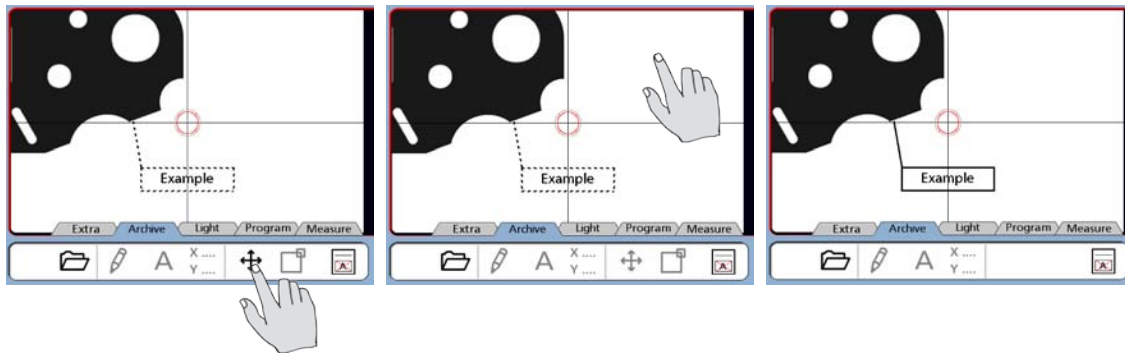 Example
Extra Archive Light Program Measure
A X ....
Y .... A
Example
Extra Archive Light Program Measure
A X ....
Y .... A
Example
Extra Archive Light Program Measure
A X ....
Y .... A